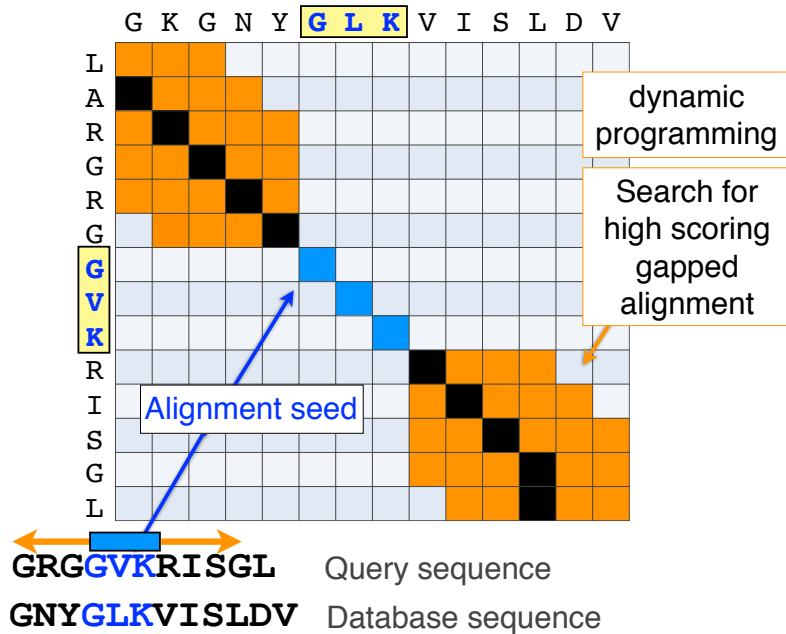 G K G N Y G L K V I S L D V
L
A
R
G
R
G
G
V
K
R
I
S
G
L
dynamic
programming
Search for
high scoring
gapped
alignment
Alignment seed
GRGGVKRISGL Query sequence
GNYGLKVISLDV Database sequence